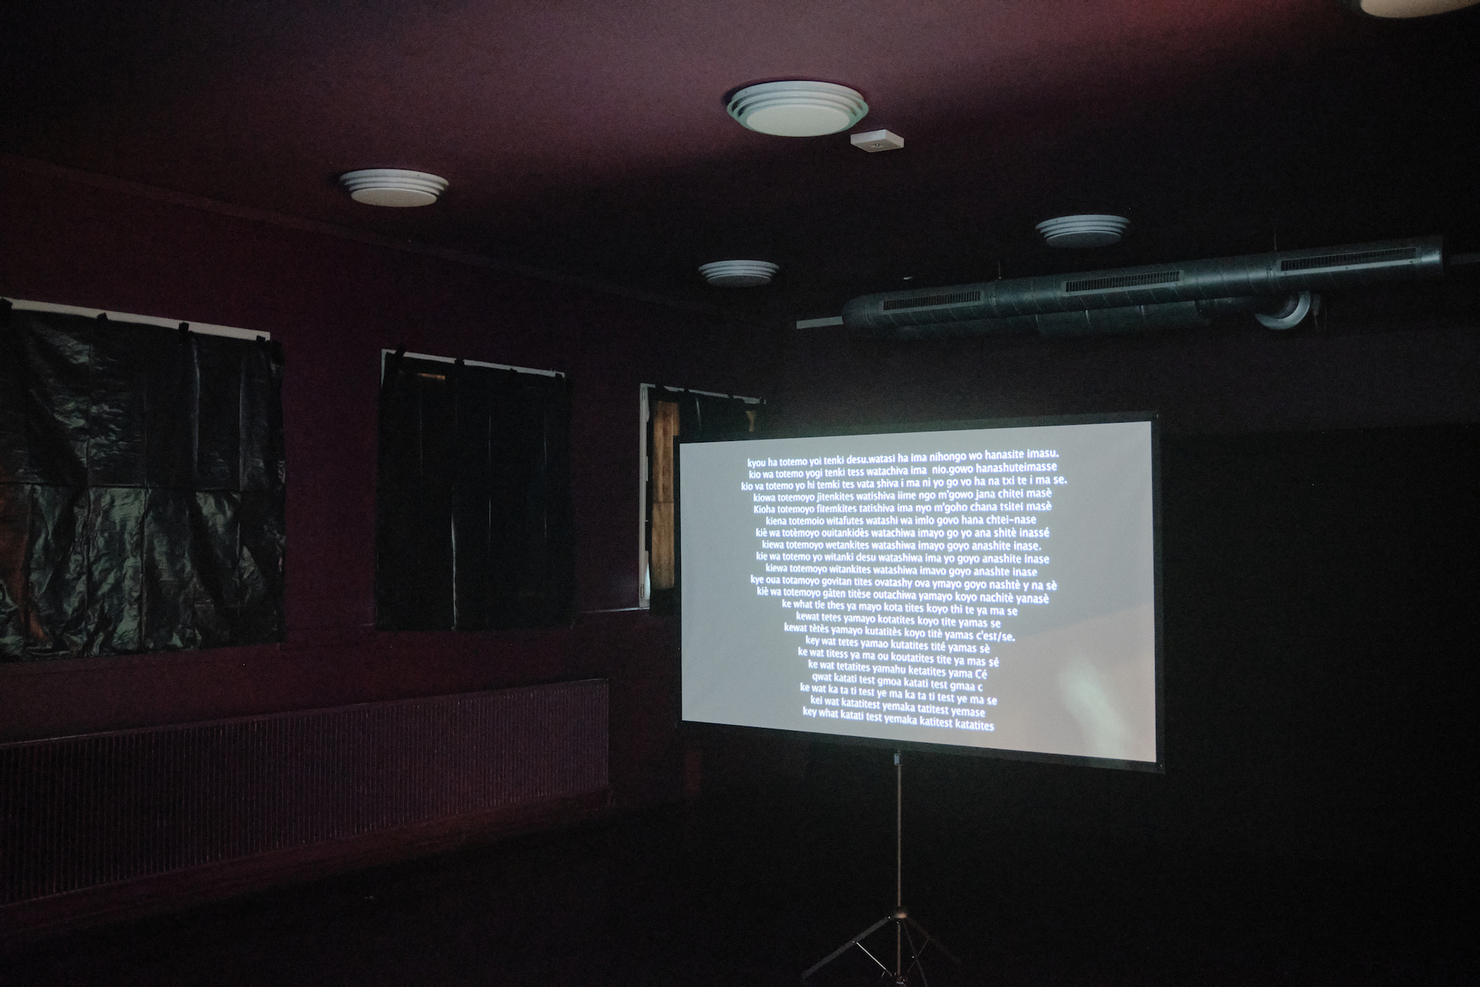 kyou ha totemo yoi tenki desu.watasi ha ima nihongo wo hanasite imasu.
kio wa totemo yogi tenki tess watachiva ima  nio.gowo hanashuteimasse
kio va totemo yo hi temki tes vata shiva i ma ni yo go vo ha na txi te i ma se.
kiowa totemoyo jitenkites watishiva iime ngo m'gowo jana chitei masè
Kioha totemoyo fitemkites tatishiva ima nyo m'goho chana tsitei masè
kiena totemoio witafutes watashi wa imlo govo hana chtei-nase
kiè wa totèmoyo ouitankidès watachiwa imayo go yo ana shitè inassé
kiewa totemoyo wetankites watashiwa imayo goyo anashite inase.
kie wa totemo yo witanki desu watashiwa ima yo goyo anashite inase
kiewa totemoyo witankites watashiwa imavo goyo anashte inase
kye oua totamoyo govitan tites ovatashy ova ymayo goyo nashtè y na sè
kiè wa totemoyo gàten titèse outachiwa yamayo koyo nachitè yanasè
ke what tle thes ya mayo kota tites koyo thi te ya ma se
kewat tetes yamayo kotatites koyo tite yamas se
kewat tètès yamayo kutatitès koyo titè yamas c'est/se.
key wat tetes yamao kutatites tité yamas sè
ke wat titess ya ma ou koutatites tite ya mas sé
ke wat tetatites yamahu ketatites yama Cé
qwat katati test gmoa katati test gmaa c
ke wat ka ta ti test ye ma ka ta ti test ye ma se
kei wat katatitest yemaka tatitest yemase
key what katati test yemaka katitest katatites